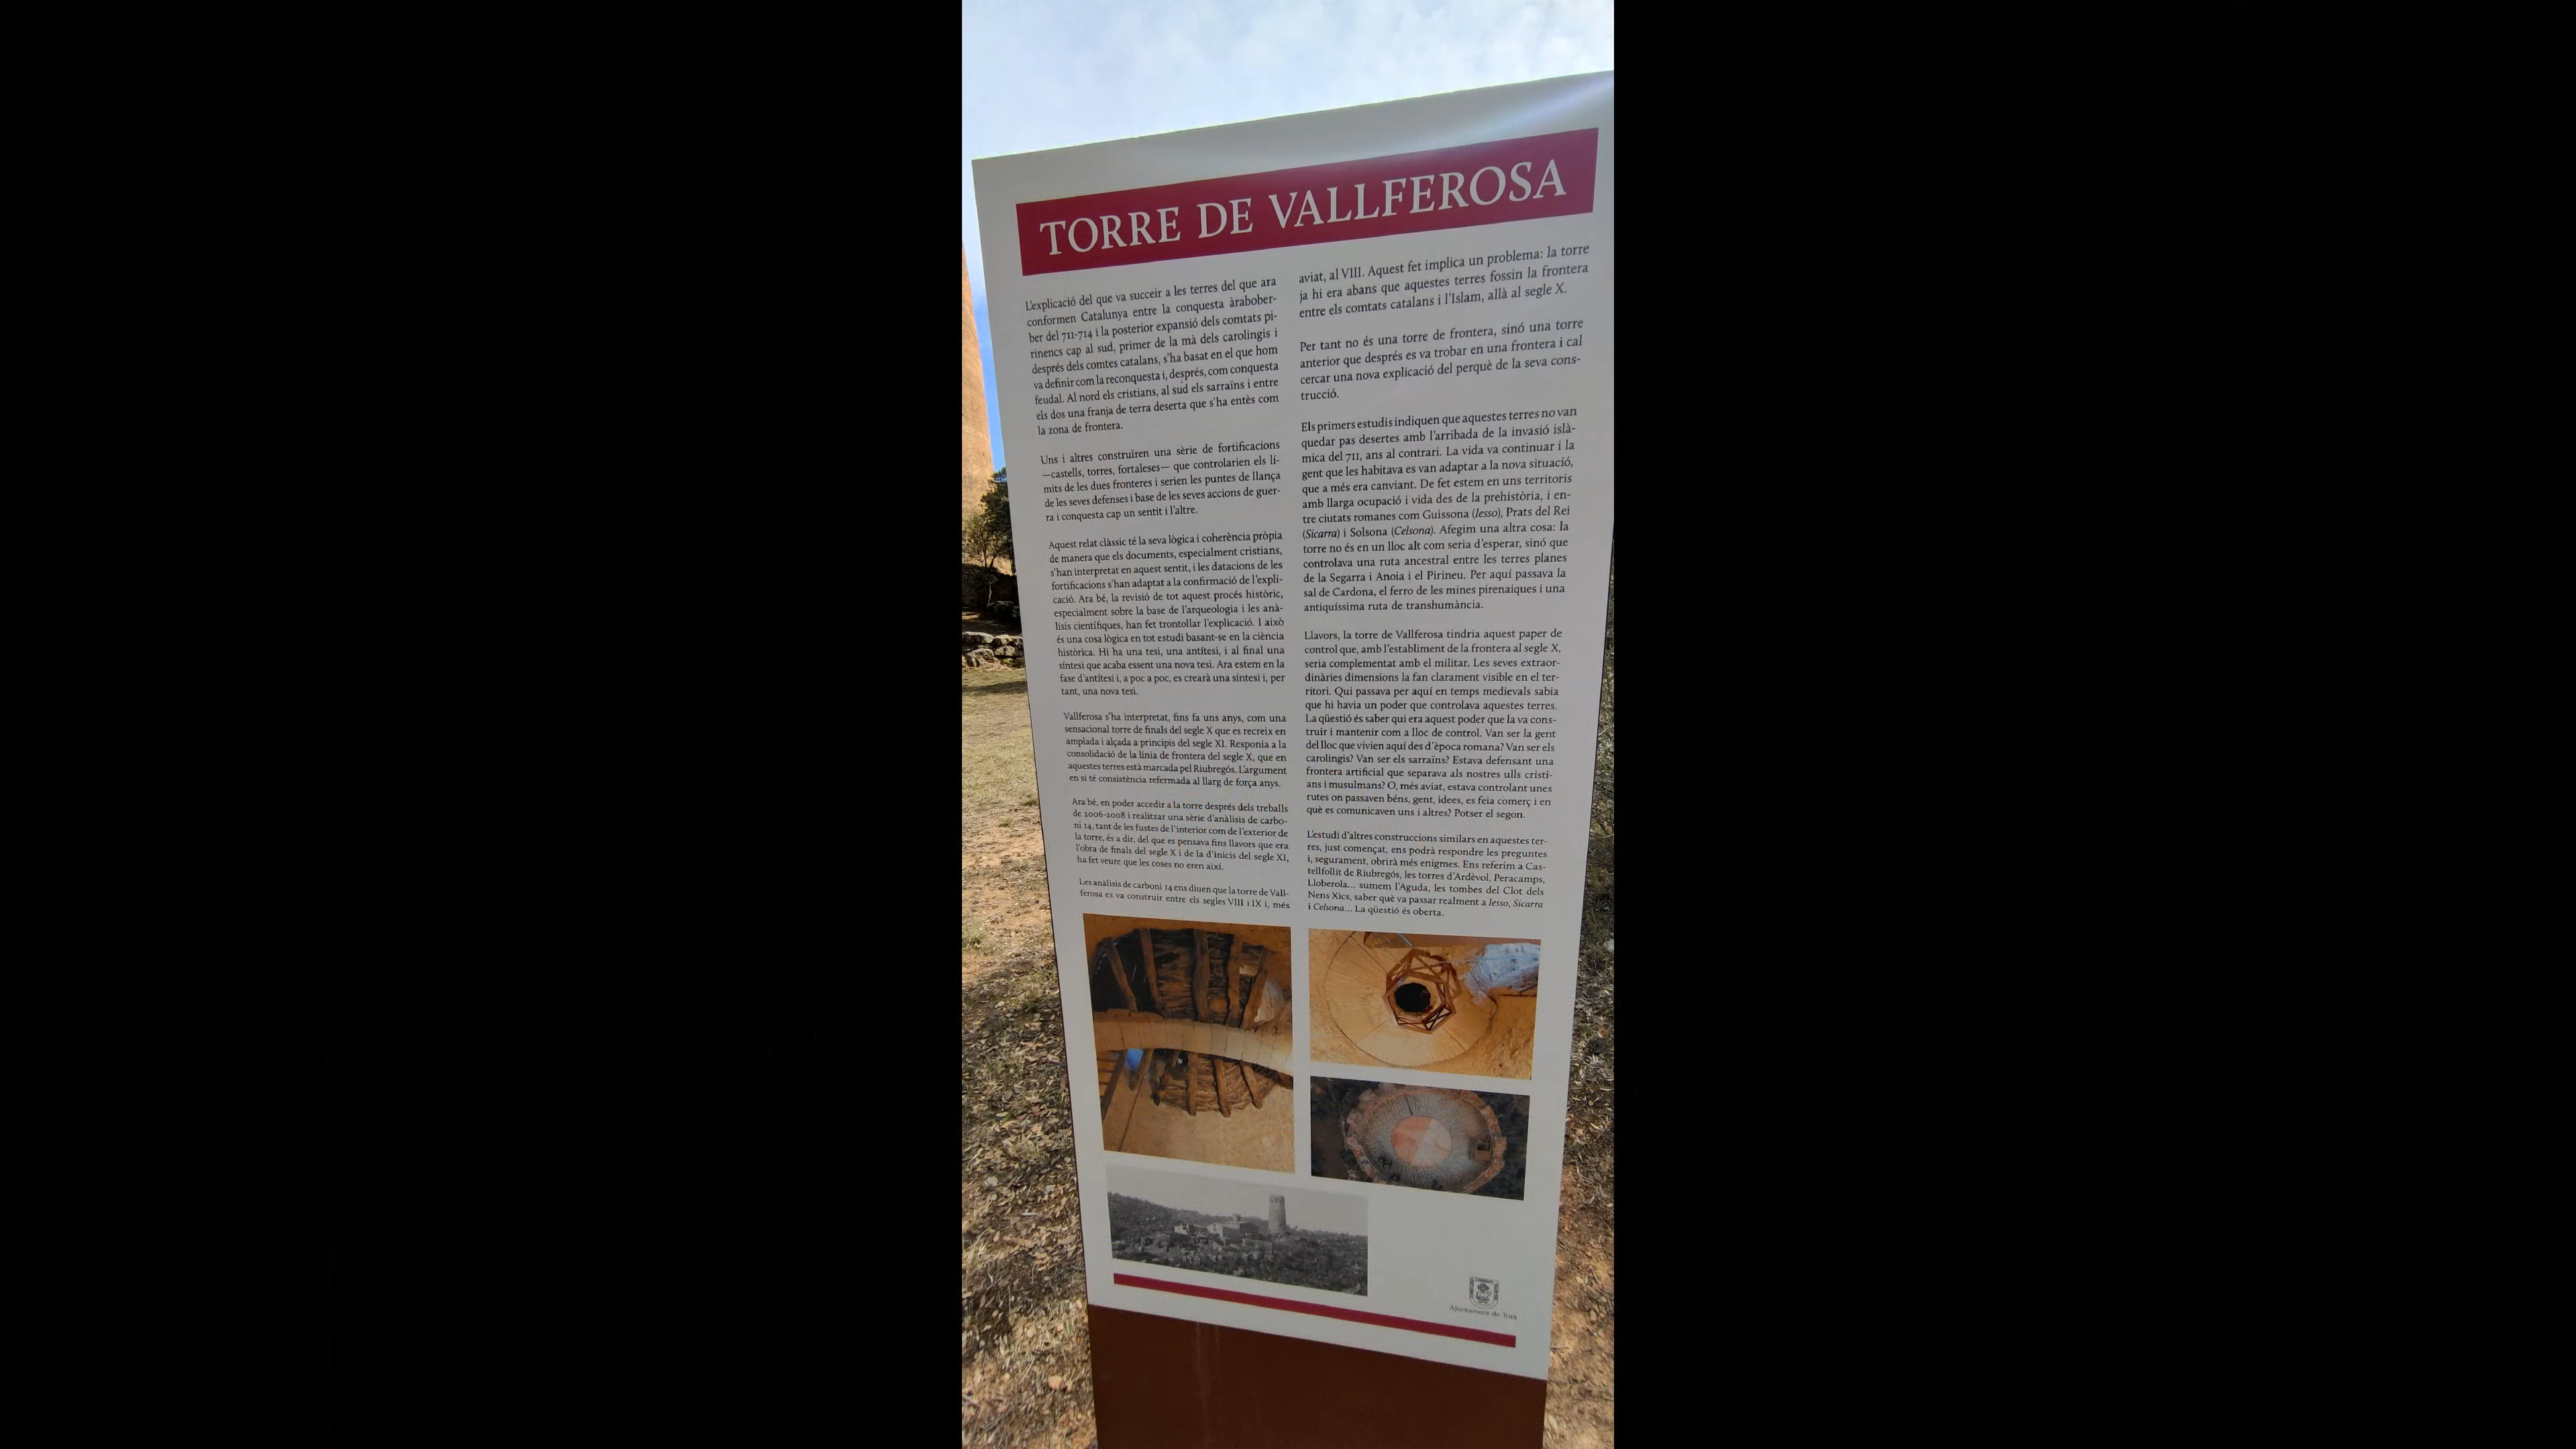 TORRE DE VALLFEROSA
L'explicació del que va succeir a les terres del que ara
conformen Catalunya entre la conquesta àrabober-
ber del 711-714 i la posterior expansió dels comtats pi-
rinencs cap al sud, primer de la mà dels carolingis i
després dels comtes catalans, s'ha basat en el que hom
va definir com la reconquesta i, després, com conquesta
feudal. Al nord els cristians, al sud els sarraïns i entre
els dos una franja de terra deserta que s'ha entès com
la zona de frontera.
Uns i altres construïren una sèrie de fortificacions
—castells, torres, fortaleses— que controlarien els lí-
mits de les dues fronteres i serien les puntes de llança
de les seves defenses i base de les seves accions de guer-
ra i conquesta cap un sentit i l'altre.
Aquest relat clàssic té la seva lògica i coherència pròpia
de manera que els documents, especialment cristians,
s'han interpretat en aquest sentit, i les datacions de les
fortificacions s'han adaptat a la confirmació de l'expli-
cació. Ara bé, la revisió de tot aquest procés històric,
especialment sobre la base de l'arqueologia i les anà-
lisis científiques, han fet trontollar l'explicació. I això
és una cosa lògica en tot estudi basant-se en la ciència
històrica. Hi ha una tesi, una antítesi, i al final una
síntesi que acaba essent una nova tesi. Ara estem en la
fase d'antítesi i, a poc a poc, es crearà una síntesi i, per
tant, una nova tesi.
Vallferosa s'ha interpretat, fins fa uns anys, com una
sensacional torre de finals del segle X que es recreix en
amplada i alçada a principis del segle XI. Responia a la
consolidació de la línia de frontera del segle X, que en
aquestes terres està marcada pel Riubregós. L'argument
en si té consistència refermada al llarg de força anys.
Ara bé, en poder accedir a la torre després dels treballs
de 2006-2008 i realitzar una sèrie d'anàlisis de carbo-
ni 14, tant de les fustes de l'interior com de l'exterior de
la torre, és a dir, del que es pensava fins llavors que era
l'obra de finals del segle X i de la d'inicis del segle XI,
ha fet veure que les coses no eren així.
Les anàlisis de carboni 14 ens diuen que la torre de Vall-
ferosa es va construir entre els segles VIII i IX i, més
aviat, al VIII. Aquest fet implica un problema: la torre
ja hi era abans que aquestes terres fossin la frontera
entre els comtats catalans i l'Islam, allà al segle X.
Per tant no és una torre de frontera, sinó una torre
anterior que després es va trobar en una frontera i cal
cercar una nova explicació del perquè de la seva cons-
trucció.
Els primers estudis indiquen que aquestes terres no van
quedar pas desertes amb l'arribada de la invasió islà-
mica del 711, ans al contrari. La vida va continuar i la
gent que les habitava es van adaptar a la nova situació,
que a més era canviant. De fet estem en uns territoris
amb llarga ocupació i vida des de la prehistòria, i en-
tre ciutats romanes com Guissona (Iesso), Prats del Rei
(Sicarra) i Solsona (Celsona). Afegim una altra cosa: la
torre no és en un lloc alt com seria d'esperar, sinó que
controlava una ruta ancestral entre les terres planes
de la Segarra i Anoia i el Pirineu. Per aquí passava la
sal de Cardona, el ferro de les mines pirenaiques i una
antiquíssima ruta de transhumància.
Llavors, la torre de Vallferosa tindria aquest paper de
control que, amb l'establiment de la frontera al segle X,
seria complementat amb el militar. Les seves extraor-
dinàries dimensions la fan clarament visible en el ter-
ritori. Qui passava per aquí en temps medievals sabia
que hi havia un poder que controlava aquestes terres.
La qüestió és saber qui era aquest poder que la va cons-
truir i mantenir com a lloc de control. Van ser la gent
del lloc que vivien aquí des d'època romana? Van ser els
carolingis? Van ser els sarraïns? Estava defensant una
frontera artificial que separava als nostres ulls cristi-
ans i musulmans? O, més aviat, estava controlant unes
rutes on passaven béns, gent, idees, es feia comerç i en
què es comunicaven uns i altres? Potser el segon.
L'estudi d'altres construccions similars en aquestes ter-
res, just començat, ens podrà respondre les preguntes
i, segurament, obrirà més enigmes. Ens referim a Cas-
tellfollit de Riubregós, les torres d'Ardèvol, Peracamps,
Lloberola... sumem l'Aguda, les tombes del Clot dels
Nens Xics, saber què va passar realment a Iesso, Sicarra
i Celsona... La qüestió és oberta.
Ajuntament de Torà